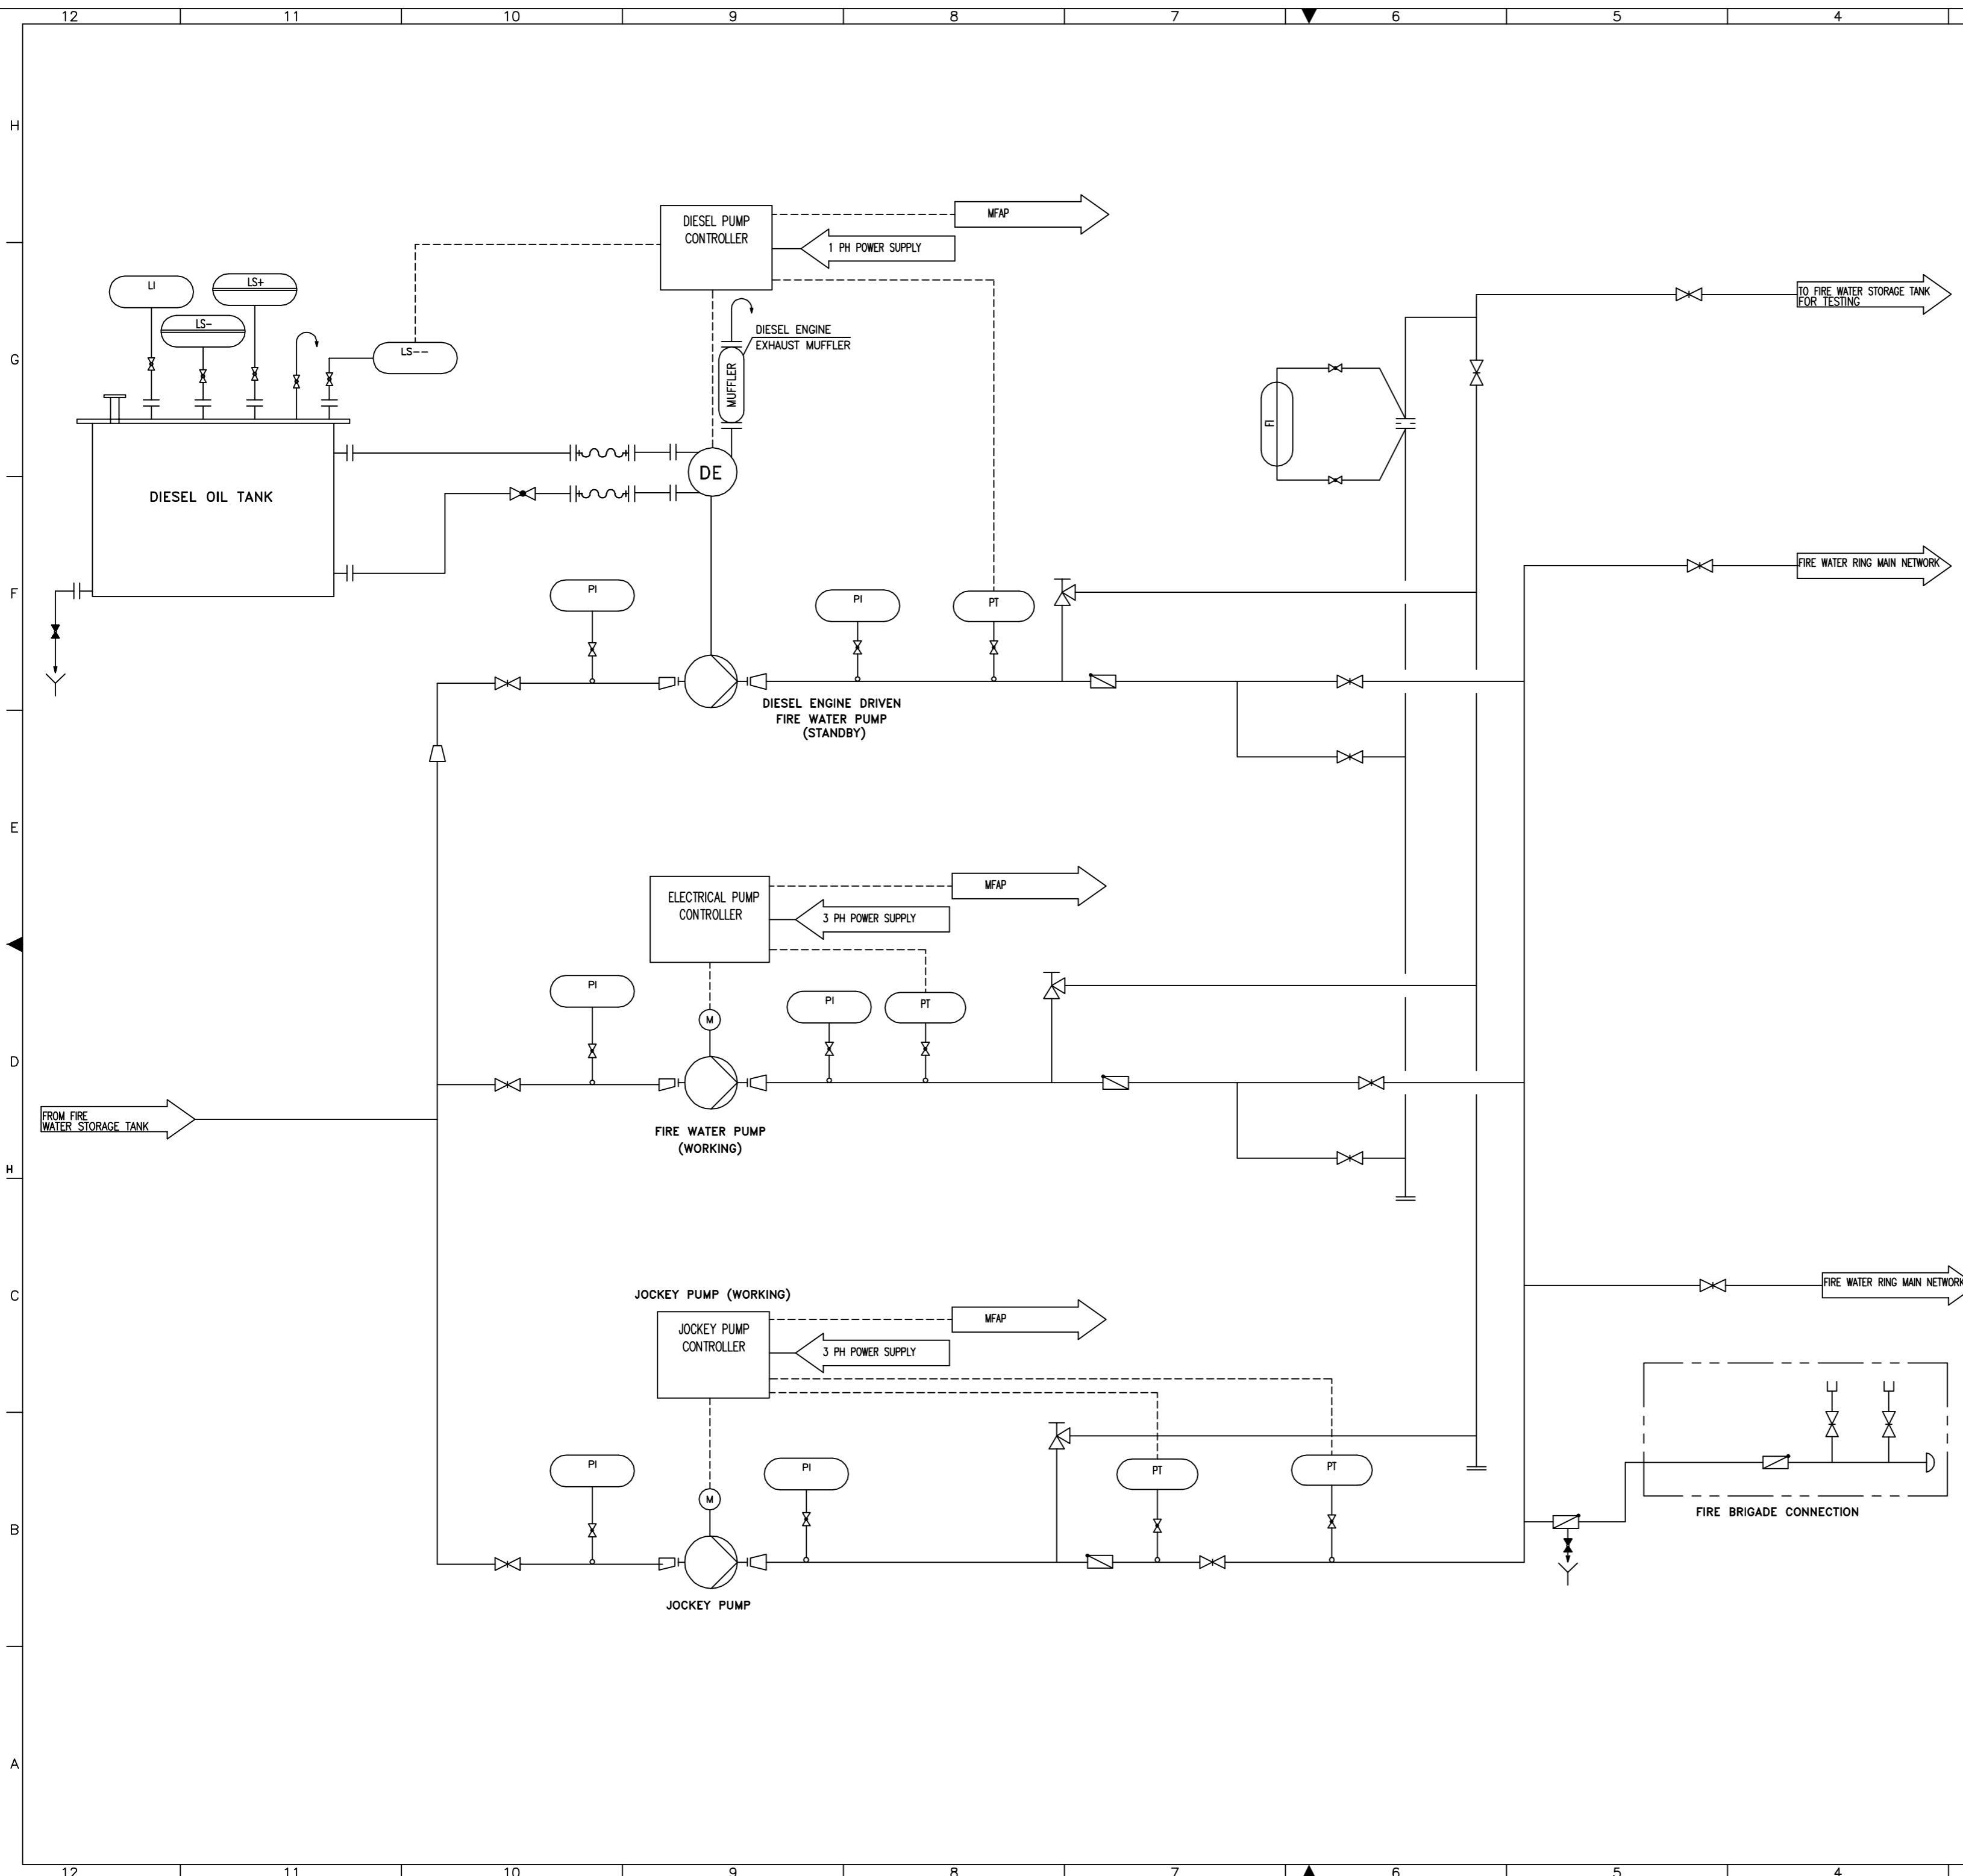 12 11 10 9 8 7 6 5 4
H
DIESEL PUMP
CONTROLLER
MFAP
1 PH POWER SUPPLY
LI
LS+
LS-
LS--
TO FIRE WATER STORAGE TANK
FOR TESTING
G
DIESEL ENGINE
EXHAUST MUFFLER
MUFFLER
FI
DE
DIESEL OIL TANK
FIRE WATER RING MAIN NETWORK
F
PI
PI
PT
DIESEL ENGINE DRIVEN
FIRE WATER PUMP
(STANDBY)
E
ELECTRICAL PUMP
CONTROLLER
MFAP
3 PH POWER SUPPLY
PI
PI
PT
M
D
FROM FIRE
WATER STORAGE TANK
FIRE WATER PUMP
(WORKING)
H
FIRE WATER RING MAIN NETWORK
C
JOCKEY PUMP (WORKING)
JOCKEY PUMP
CONTROLLER
MFAP
3 PH POWER SUPPLY
PI
PI
PT
PT
M
FIRE BRIGADE CONNECTION
B
JOCKEY PUMP
A
12 11 10 9 8 7 6 5 4